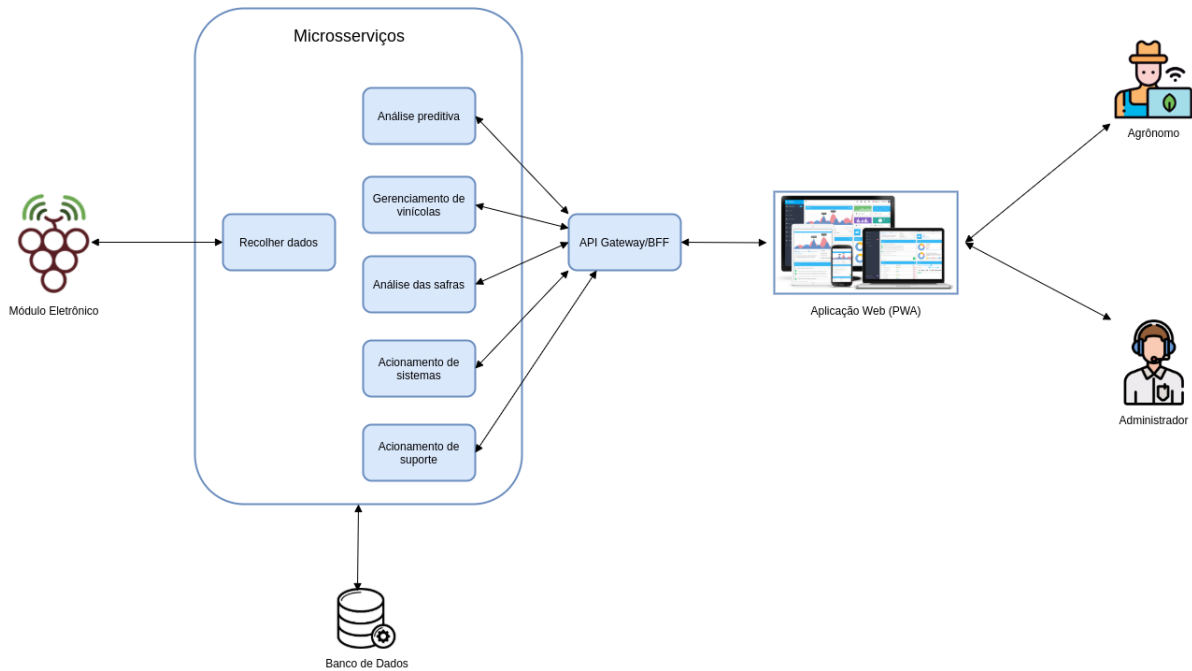 Microsserviços
Análise preditiva
Gerenciamento de
vinícolas
Recolher dados
API Gateway/BFF
Análise das safras
Acionamento de
sistemas
Acionamento de
suporte
Módulo Eletrônico
Aplicação Web (PWA)
Agrônomo
Administrador
Banco de Dados